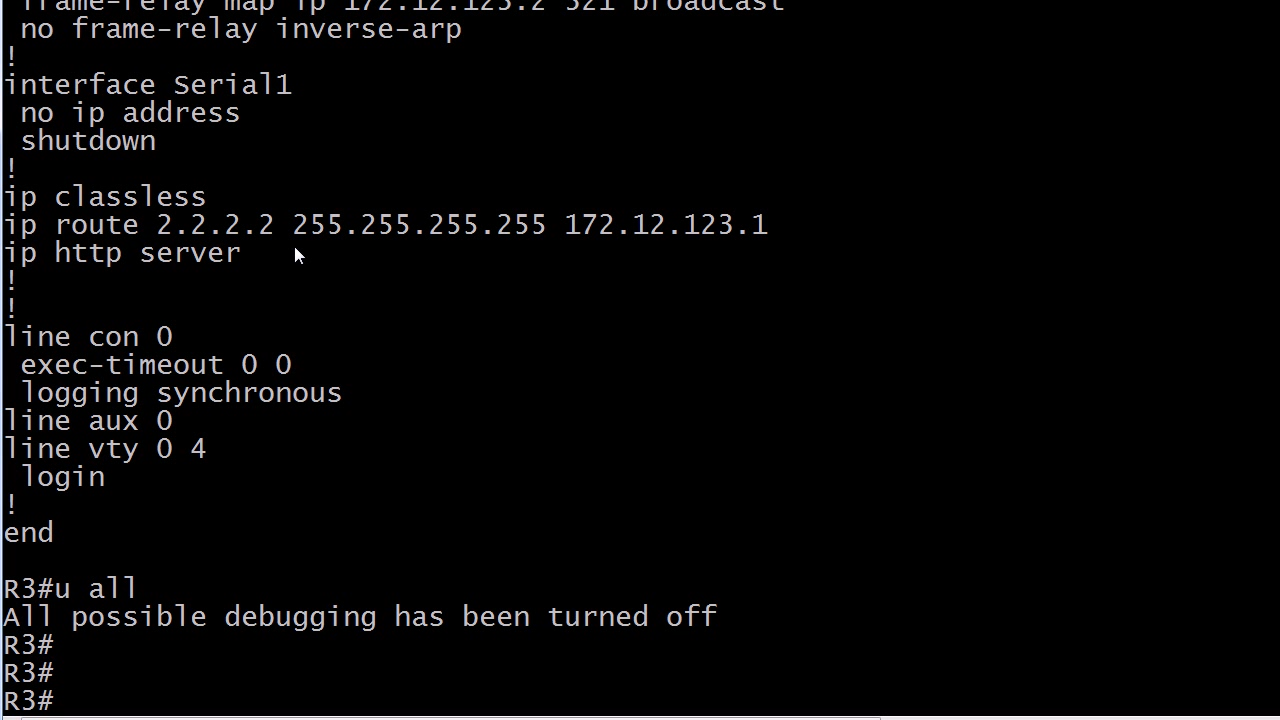 frame-relay map ip 172.12.123.2 321 broadcast
no frame-relay inverse-arp
!
interface Serial1
no ip address
shutdown
!
ip classless
ip route 2.2.2.2 255.255.255.255 172.12.123.1
ip http server
!
!
line con 0
exec-timeout 0 0
logging synchronous
line aux 0
line vty 0 4
login
!
end
R3#u all
All possible debugging has been turned off
R3#
R3#
R3#